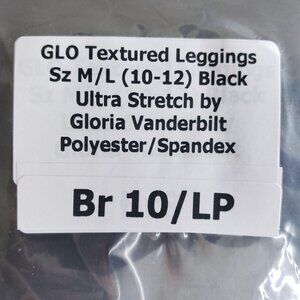 GLO Textured Leggings
Sz M/L (10-12) Black
Ultra Stretch by
Gloria Vanderbilt
Polyester/Spandex
Br 10/LP